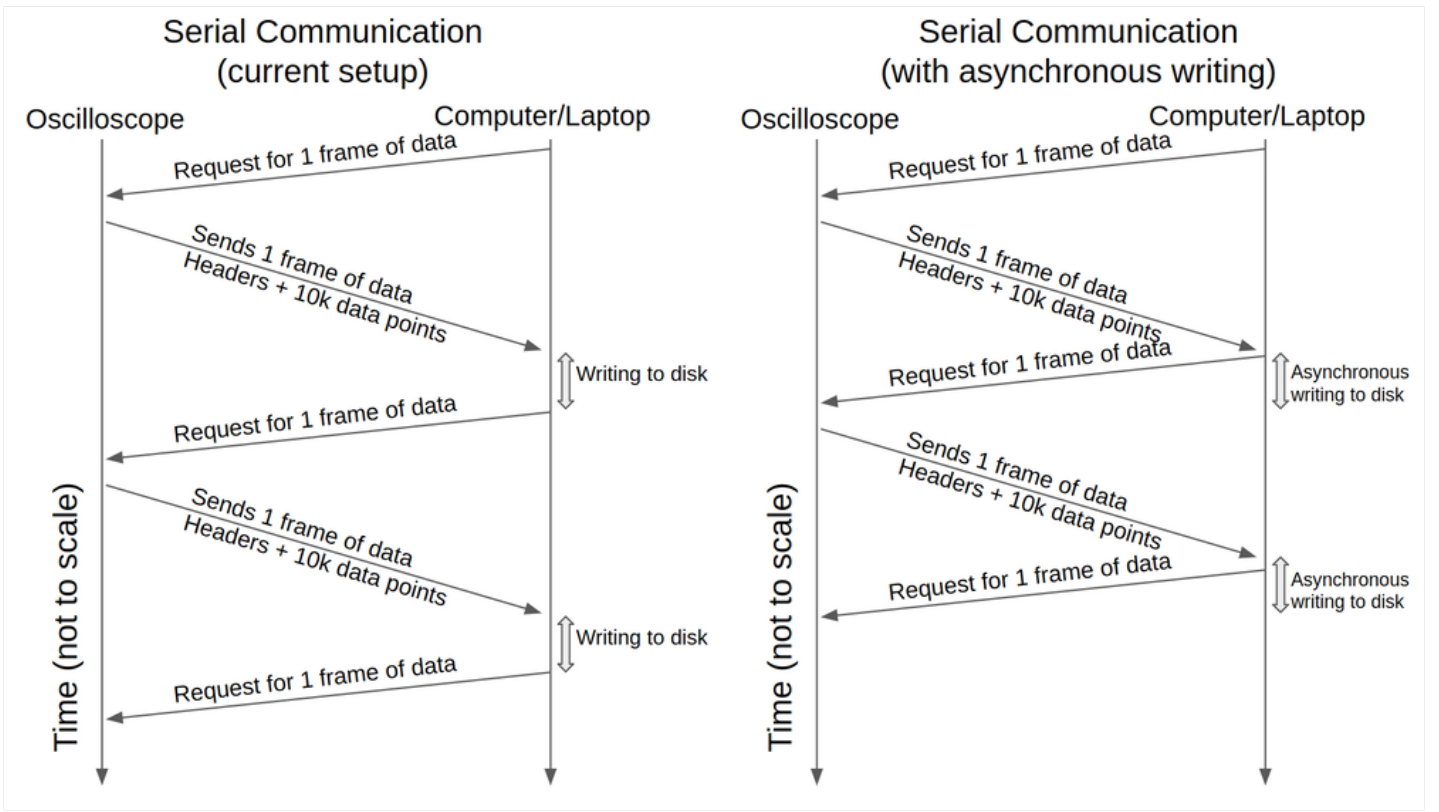 Serial Communication
(current setup)
Oscilloscope
Computer/Laptop
Request for 1 frame of data
Sends 1 frame of data
Headers + 10k data points
Writing to disk
Request for 1 frame of data
Sends 1 frame of data
Headers + 10k data points
Writing to disk
Request for 1 frame of data
Time (not to scale)
Serial Communication
(with asynchronous writing)
Oscilloscope
Computer/Laptop
Request for 1 frame of data
Sends 1 frame of data
Headers + 10k data points
Request for 1 frame of data
Asynchronous
writing to disk
Sends 1 frame of data
Headers + 10k data points
Request for 1 frame of data
Asynchronous
writing to disk
Time (not to scale)